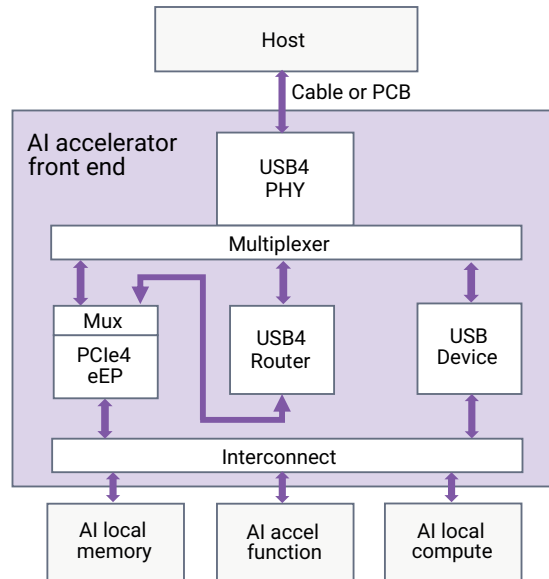 Host
Cable or PCB
AI accelerator
front end
USB4
PHY
Multiplexer
Mux
PCIe4
eEP
USB4
Router
USB
Device
Interconnect
AI local
memory
AI accel
function
AI local
compute